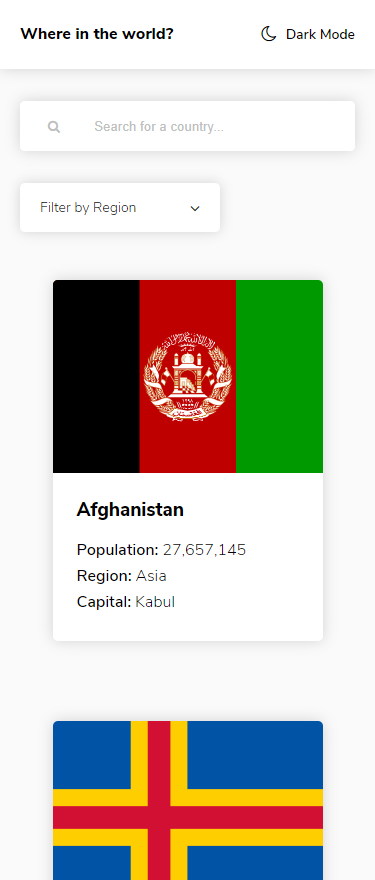 Where in the world?
Dark Mode
Search for a country...
Filter by Region
Afghanistan
Population: 27,657,145
Region: Asia
Capital: Kabul